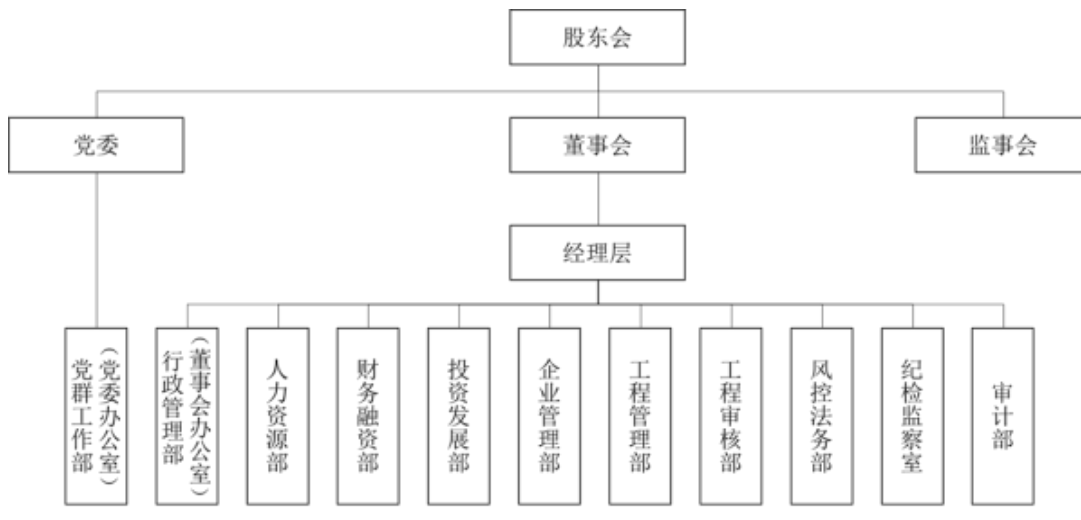 股东会
党委
董事会
监事会
经理层
（党委办公室）
党群工作部
（董事会办公室）
行政管理部
人力资源部
财务融资部
投资发展部
企业管理部
工程管理部
工程审核部
风控法务部
纪检监察室
审计部